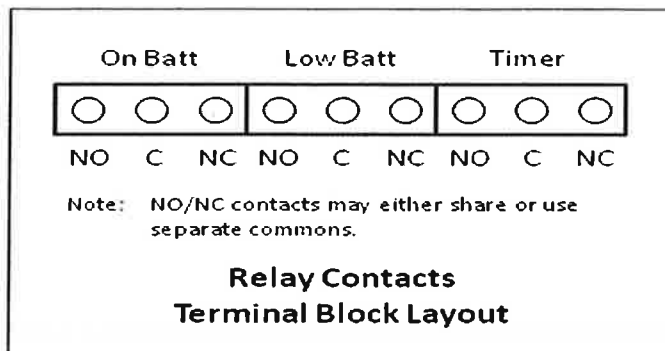 On Batt Low Batt Timer
NO C NC NO C NC NO C NC
Note: NO/NC contacts may either share or use
separate commons.
Relay Contacts
Terminal Block Layout